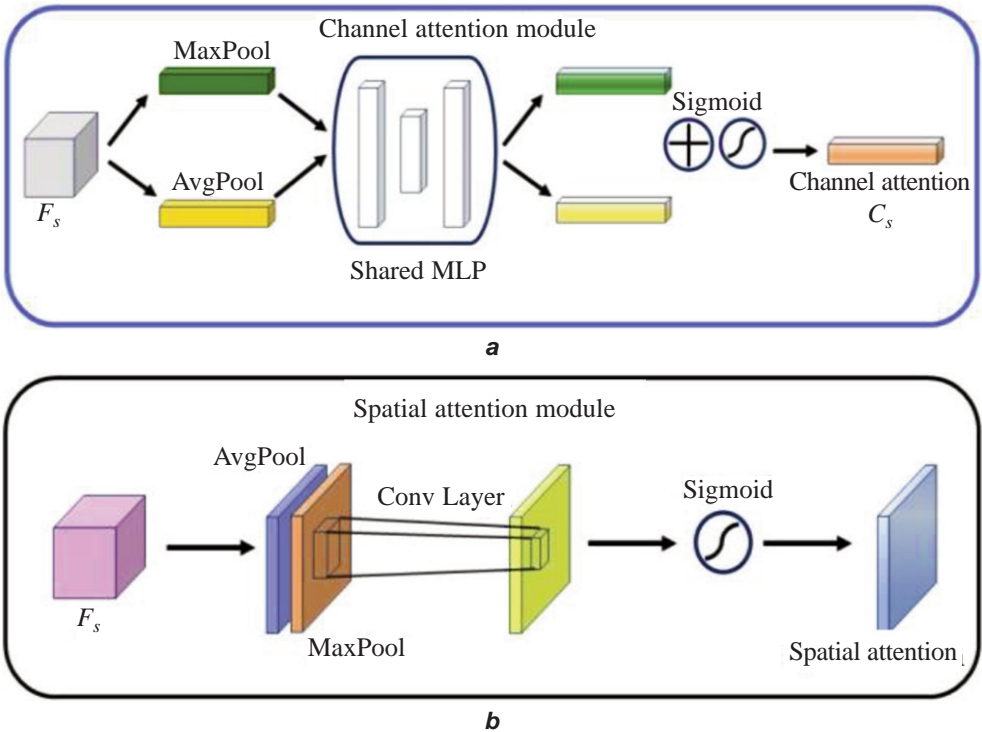 Channel attention module
MaxPool
Sigmoid
AvgPool
Channel attention
F_s
C_s
Shared MLP
a
Spatial attention module
AvgPool
Conv Layer
Sigmoid
F_s
MaxPool
Spatial attention
b